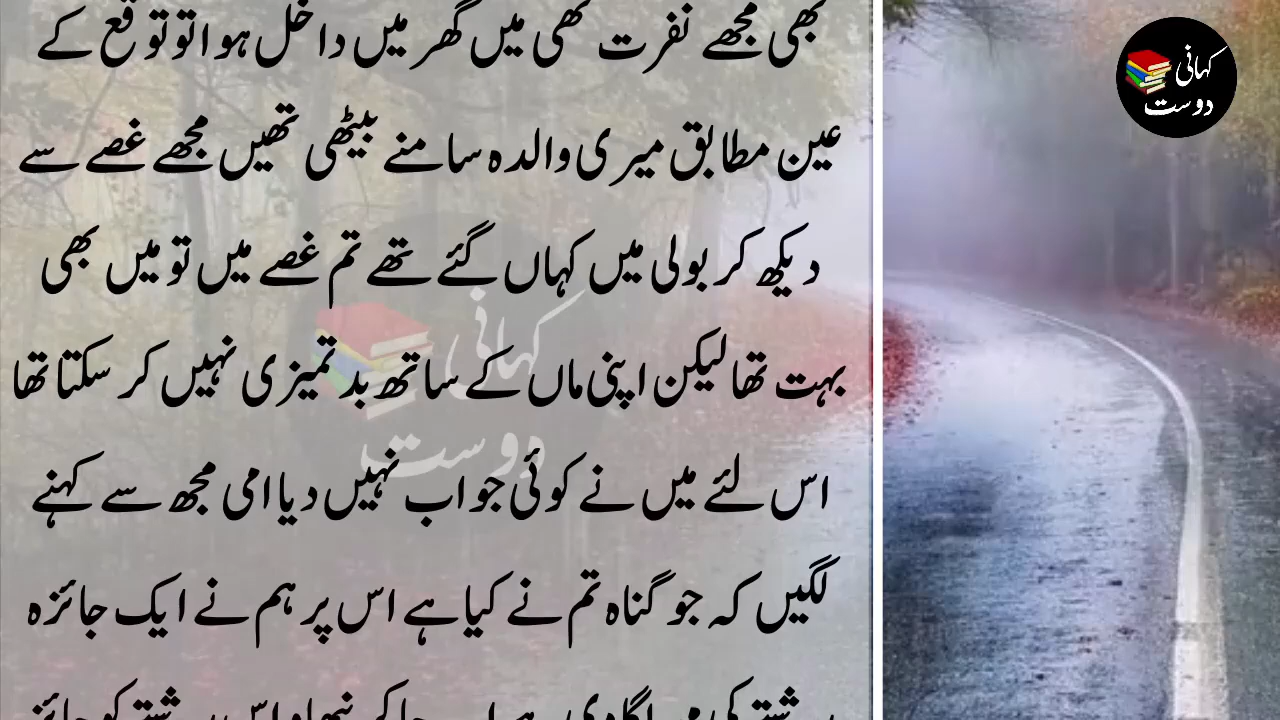 بھی مجھے نفرت تھی میں گھر میں داخل ہوا تو توقع کے
عین مطابق میری والدہ سامنے بیٹھی تھیں مجھے غصے سے
دیکھ کر بولی میں کہاں گئے تھے تم غصے میں تو میں بھی
بہت تھا لیکن اپنی ماں کے ساتھ بدتمیزی نہیں کر سکتا تھا
اس لئے میں نے کوئی جواب نہیں دیا امی مجھ سے کہنے
لگیں کہ جو گناہ تم نے کیا ہے اس پر ہم نے ایک جائزہ
کہانی
دوست
کہانی
دوست